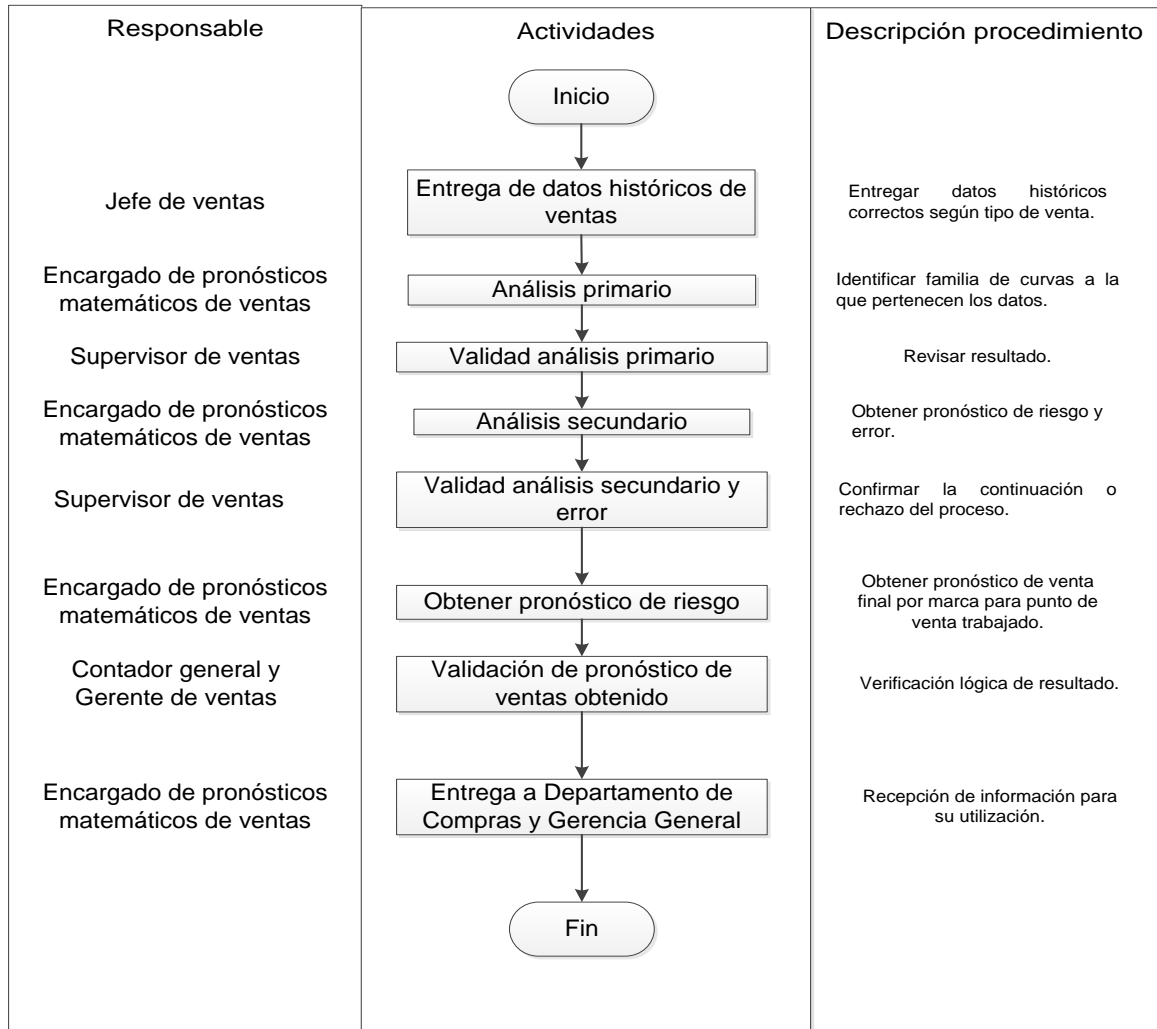 Responsable
Actividades
Descripción procedimiento
Inicio
Jefe de ventas
Entrega de datos históricos de
ventas
Entregar datos históricos
correctos según tipo de venta.
Encargado de pronósticos
matemáticos de ventas
Análisis primario
Identificar familia de curvas a la
que pertenecen los datos.
Supervisor de ventas
Validad análisis primario
Revisar resultado.
Encargado de pronósticos
matemáticos de ventas
Análisis secundario
Obtener pronóstico de riesgo y
error.
Supervisor de ventas
Validad análisis secundario y
error
Confirmar la continuación o
rechazo del proceso.
Encargado de pronósticos
matemáticos de ventas
Obtener pronóstico de riesgo
Obtener pronóstico de venta
final por marca para punto de
venta trabajado.
Contador general y
Gerente de ventas
Validación de pronóstico de
ventas obtenido
Verificación lógica de resultado.
Encargado de pronósticos
matemáticos de ventas
Entrega a Departamento de
Compras y Gerencia General
Recepción de información para
su utilización.
Fin